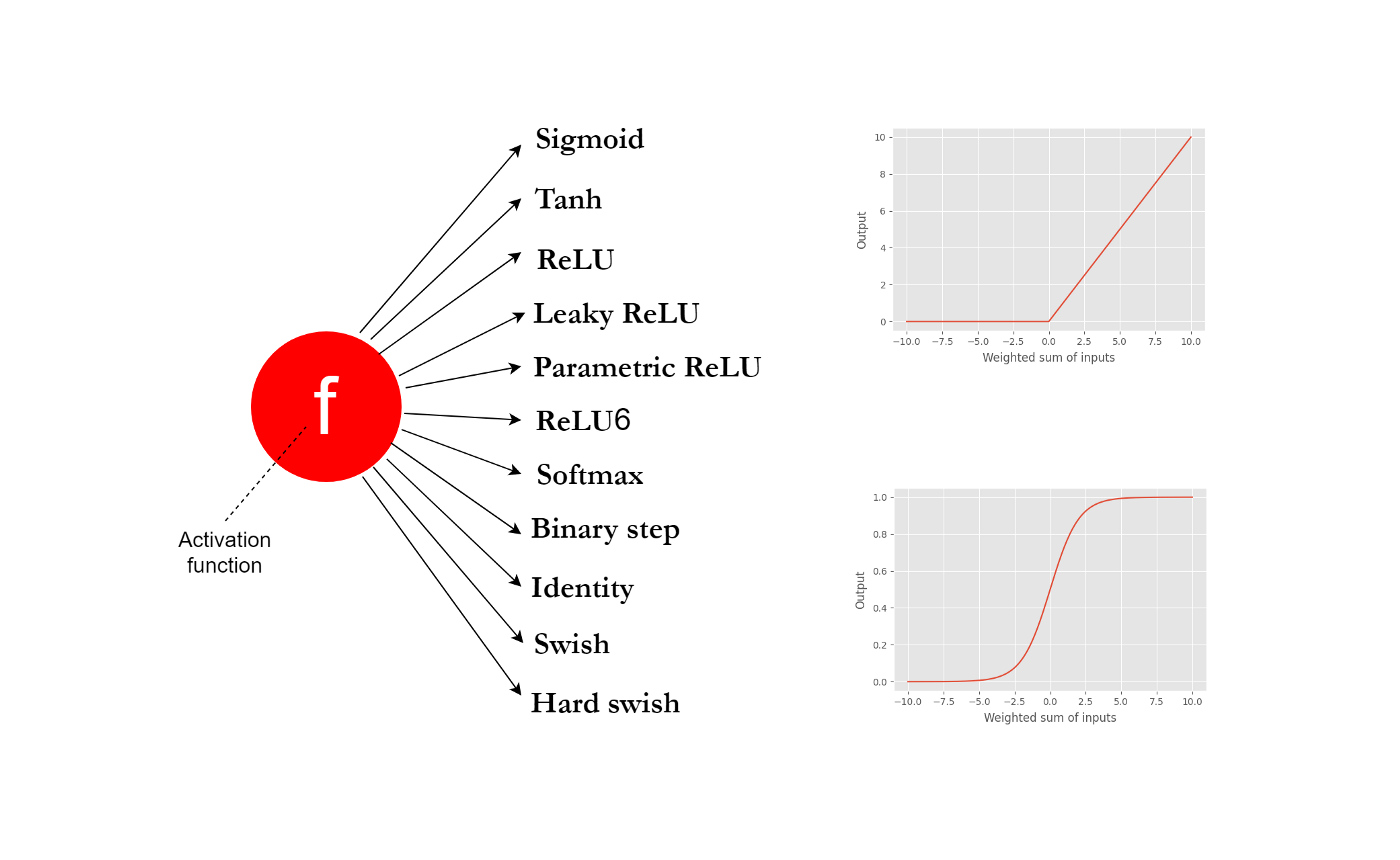 f
Activation
function
Sigmoid
Tanh
ReLU
Leaky ReLU
Parametric ReLU
ReLU6
Softmax
Binary step
Identity
Swish
Hard swish
10
8
6
4
2
0
Output
−10.0 −7.5 −5.0 −2.5 0.0 2.5 5.0 7.5 10.0
Weighted sum of inputs
1.0
0.8
0.6
0.4
0.2
0.0
Output
−10.0 −7.5 −5.0 −2.5 0.0 2.5 5.0 7.5 10.0
Weighted sum of inputs